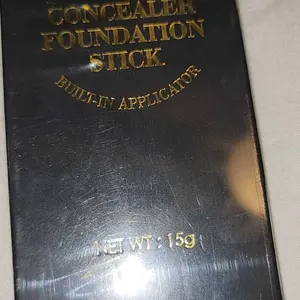 CONCEALER
FOUNDATION
STICK
BUILT-IN APPLICATOR
NET WT: 15g